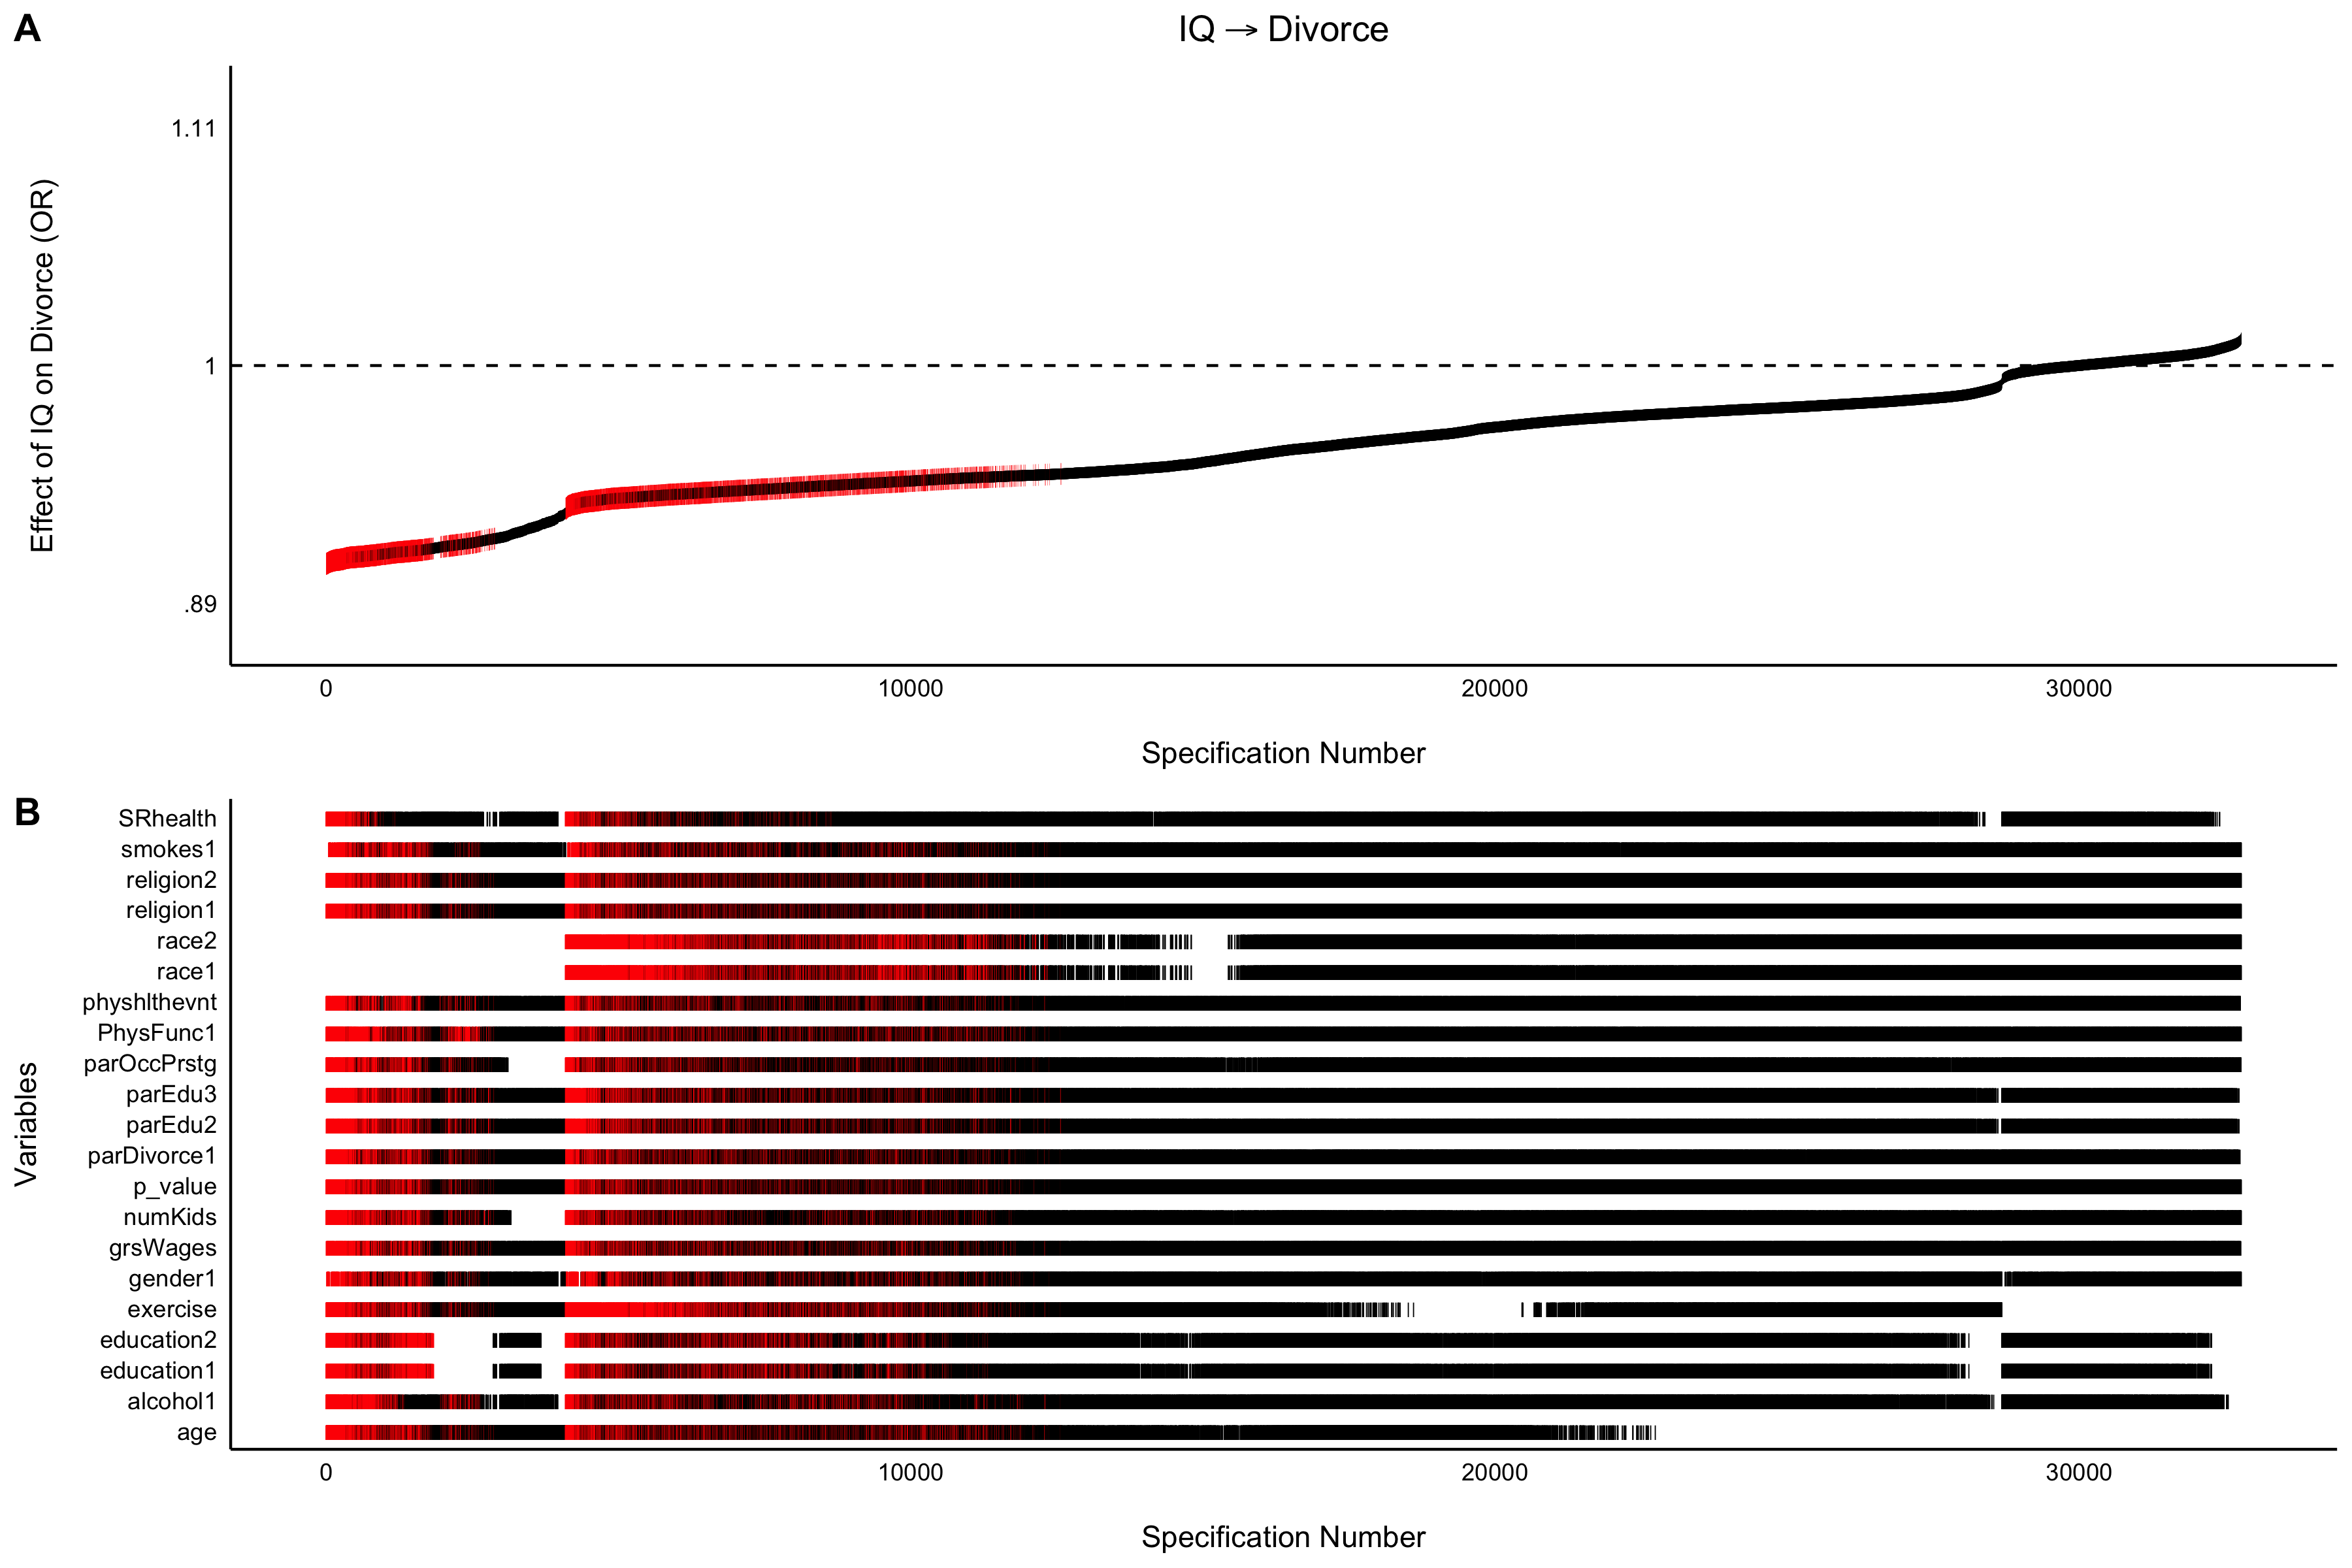 A
IQ → Divorce
Effect of IQ on Divorce (OR)
1.11
1
.89
0 10000 20000 30000
Specification Number
B
Variables
SRhealth
smokes1
religion2
religion1
race2
race1
physhlthevnt
PhysFunc1
parOccPrstg
parEdu3
parEdu2
parDivorce1
p_value
numKids
grsWages
gender1
exercise
education2
education1
alcohol1
age
0 10000 20000 30000
Specification Number